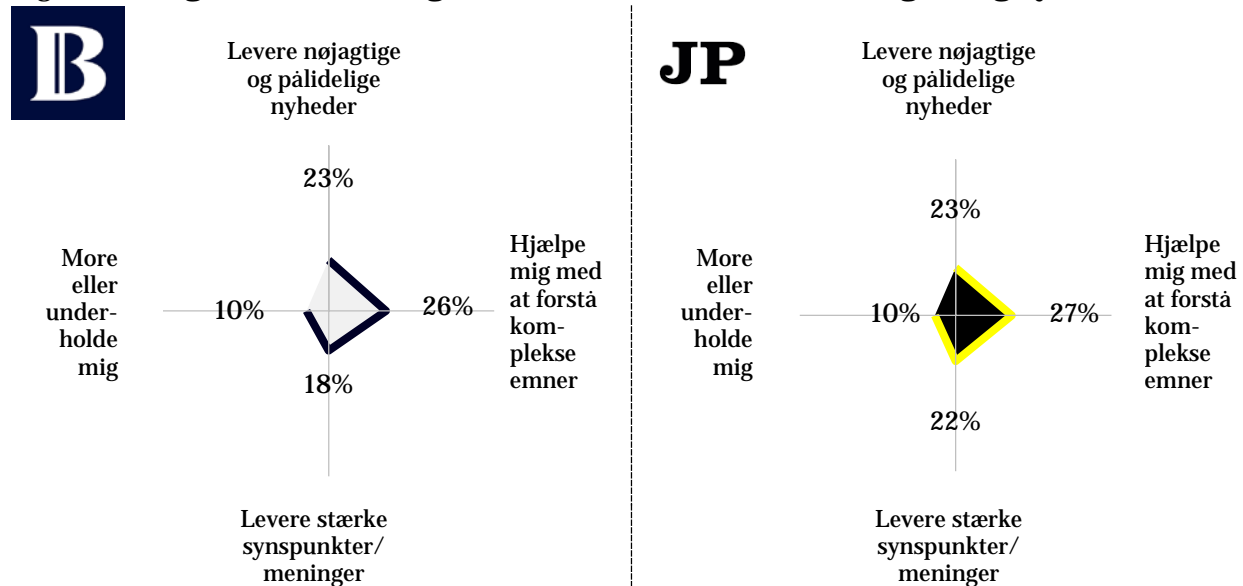 B
Levere nøjagtige
og pålidelige
nyheder
23%
More
eller
under-
holde
mig
10%
26%
Hjælpe
mig med
at forstå
kom-
plekse
emner
18%
Levere stærke
synspunkter/
meninger
JP
Levere nøjagtige
og pålidelige
nyheder
23%
More
eller
under-
holde
mig
10%
27%
Hjælpe
mig med
at forstå
kom-
plekse
emner
22%
Levere stærke
synspunkter/
meninger